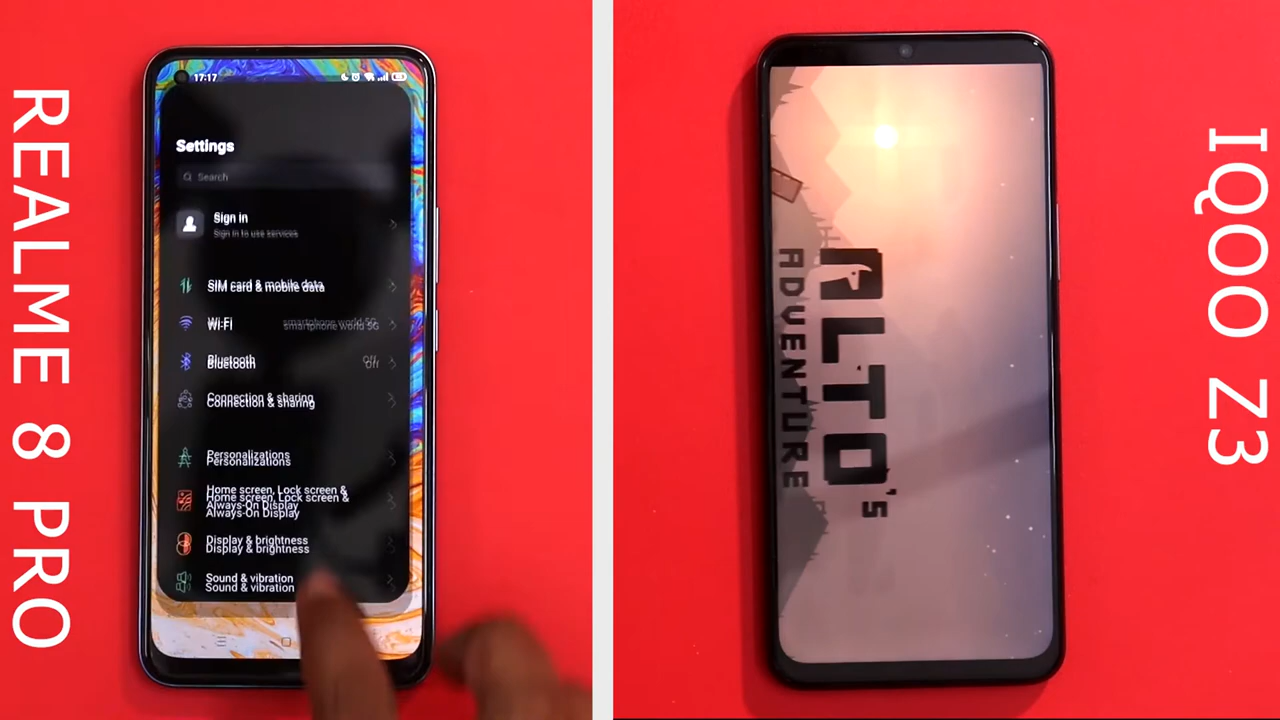 REALME 8 PRO
17:17
Settings
Search
Sign in
Sign in to use services
SIM card & mobile data
Wi-Fi smartphone world 5G
Bluetooth Off
Connection & sharing
Personalizations
Home screen, Lock screen &
Always-On Display
Display & brightness
Sound & vibration
ALTO's
ADVENTURE
IQOO Z3